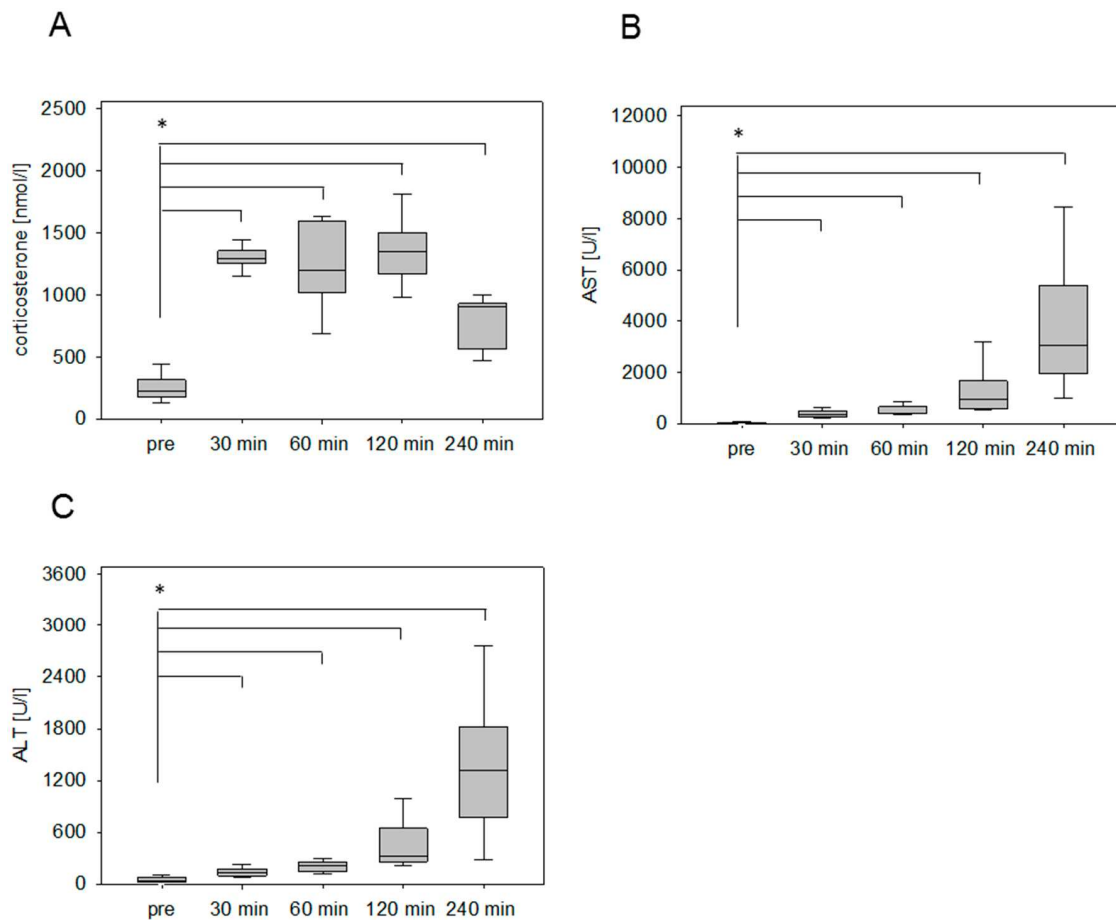 A
corticosterone [nmol/l]
2500
2000
1500
1000
500
0
*
pre 30 min 60 min 120 min 240 min
B
AST [U/l]
12000
10000
8000
6000
4000
2000
0
*
pre 30 min 60 min 120 min 240 min
C
ALT [U/l]
3600
3000
2400
1800
1200
600
0
*
pre 30 min 60 min 120 min 240 min